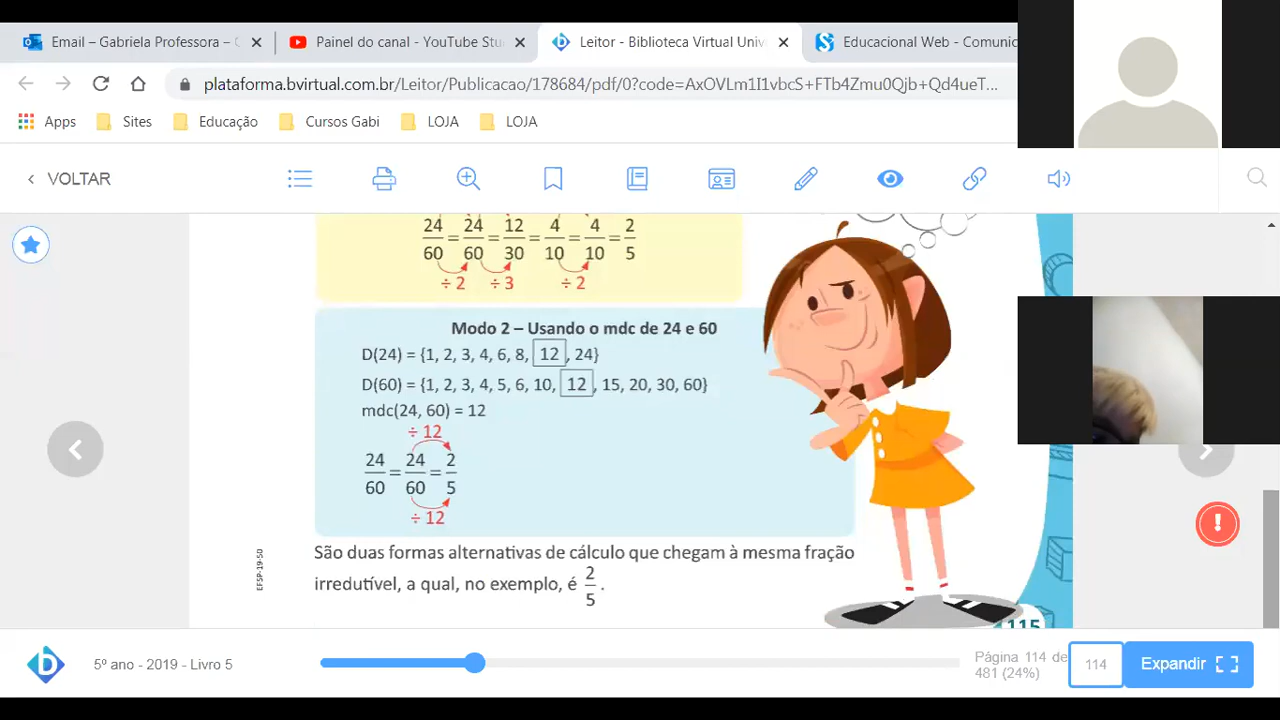 Email – Gabriela Professora – C
Painel do canal - YouTube Stu
Leitor - Biblioteca Virtual Univ
Educacional Web - Comunic
plataforma.bvirtual.com.br/Leitor/Publicacao/178684/pdf/0?code=AxOVLm1I1vbcS+FTb4Zmu0Qjb+Qd4ueT...
Apps Sites Educação Cursos Gabi LOJA LOJA
VOLTAR
24/60 = 24/60 = 12/30 = 4/10 = 4/10 = 2/5
÷ 2 ÷ 3 ÷ 2
Modo 2 – Usando o mdc de 24 e 60
D(24) = {1, 2, 3, 4, 6, 8, 12, 24}
D(60) = {1, 2, 3, 4, 5, 6, 10, 12, 15, 20, 30, 60}
mdc(24, 60) = 12
÷ 12
24/60 = 24/60 = 2/5
÷ 12
São duas formas alternativas de cálculo que chegam à mesma fração
irredutível, a qual, no exemplo, é 2/5.
EF5P-19-50
115
5º ano - 2019 - Livro 5
Página 114 de
481 (24%)
114
Expandir